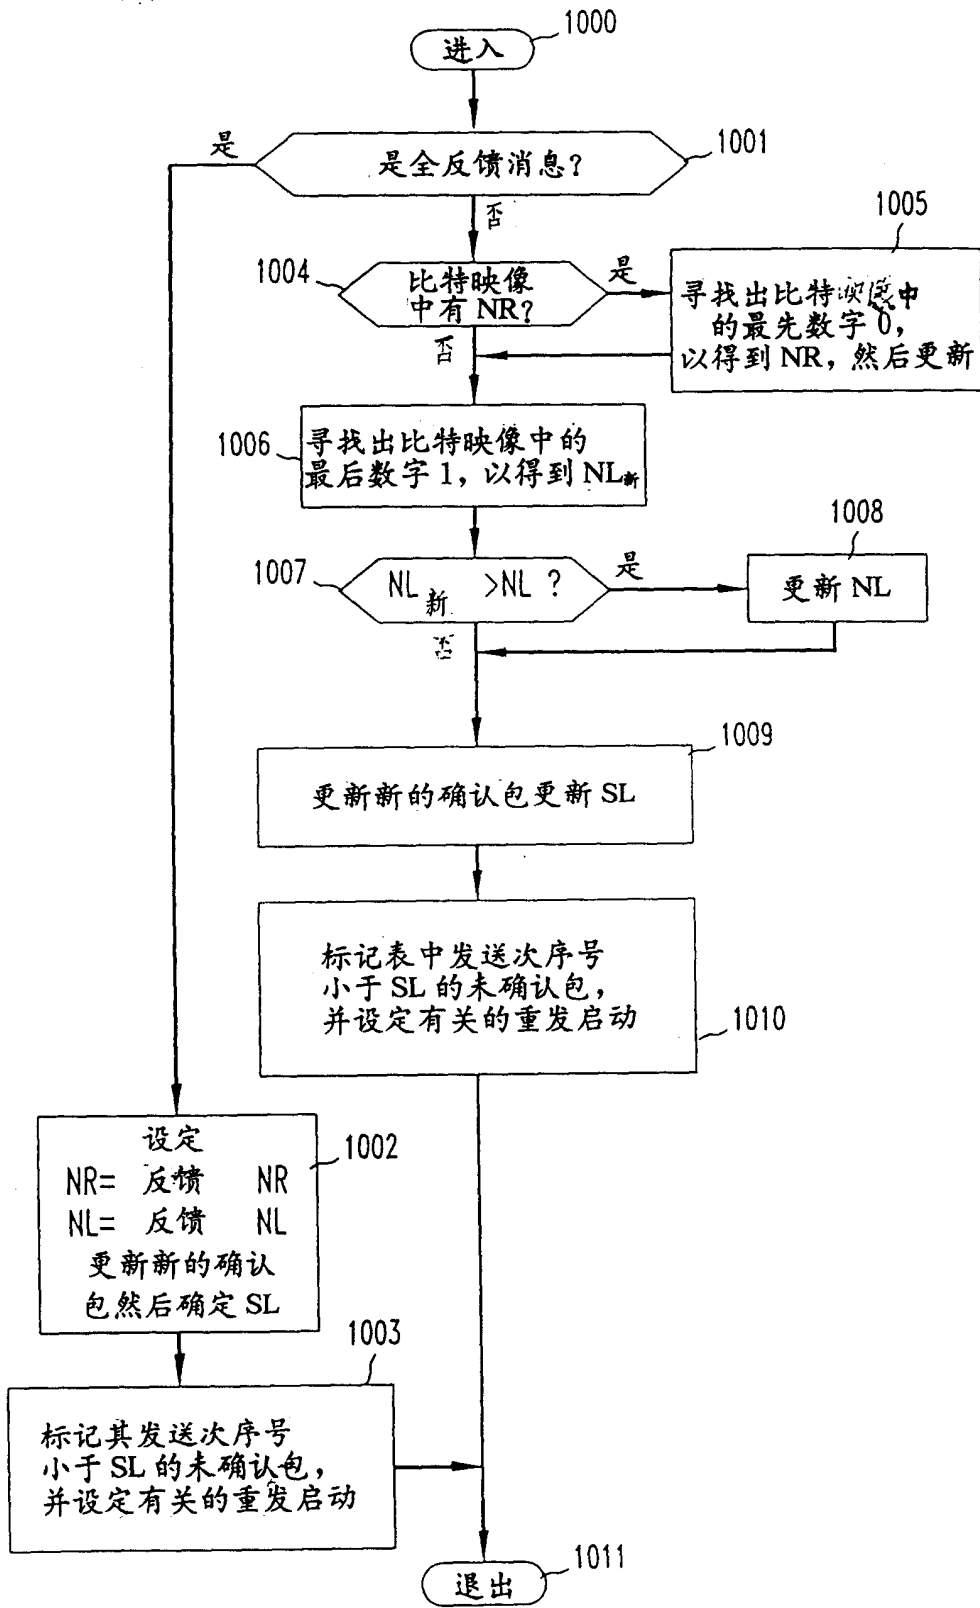 1000
进入
是
是全反馈消息?
1001
否
1005
1004
比特映像
中有 NR?
是
寻找出比特 中
的最先数字 0,
以得到 NR, 然后更新
否
1006
寻找出比特映像中的
最后数字 1, 以得到 NL新
1008
1007
NL新 >NL ?
是
更新 NL
否
1009
更新新的确认包更新 SL
标记表中发送次序号
小于 SL 的未确认包,
并设定有关的重发启动
1010
设定
1002
NR= 反馈 NR
NL= 反馈 NL
更新新的确认
包然后确定 SL
1003
标记其发送次序号
小于 SL 的未确认包,
并设定有关的重发启动
1011
退出